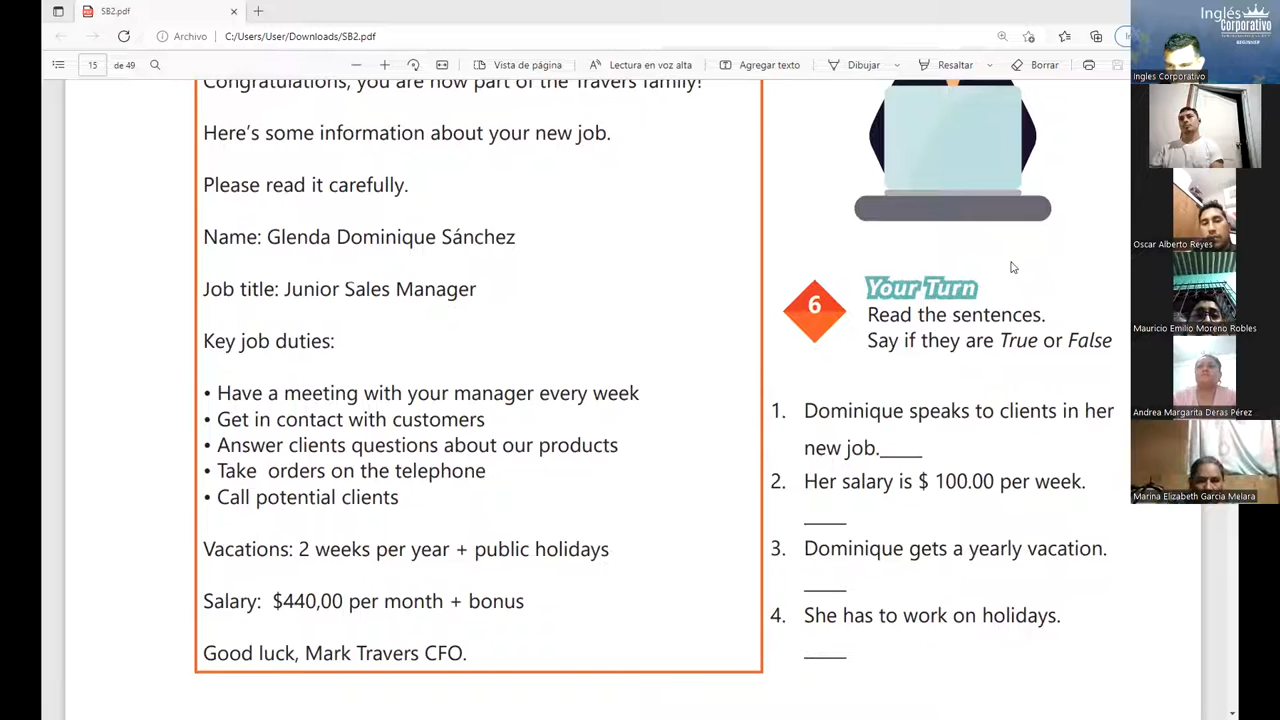 SB2.pdf
Archivo C:/Users/User/Downloads/SB2.pdf
15 de 49 Vista de página Lectura en voz alta Agregar texto Dibujar Resaltar Borrar
Congratulations, you are now part of the Travers family!
Here's some information about your new job.
Please read it carefully.
Name: Glenda Dominique Sánchez
Job title: Junior Sales Manager
Key job duties:
• Have a meeting with your manager every week
• Get in contact with customers
• Answer clients questions about our products
• Take orders on the telephone
• Call potential clients
Vacations: 2 weeks per year + public holidays
Salary: $440,00 per month + bonus
Good luck, Mark Travers CFO.
6 Your Turn
Read the sentences.
Say if they are True or False
1. Dominique speaks to clients in her
new job.____
2. Her salary is $ 100.00 per week.
____
3. Dominique gets a yearly vacation.
____
4. She has to work on holidays.
____
Inglés
Corporativo
BEGINNER
Ingles Corporativo
Oscar Alberto Reyes
Mauricio Emilio Moreno Robles
Andrea Margarita Deras Pérez
Marina Elizabeth Garcia Melara